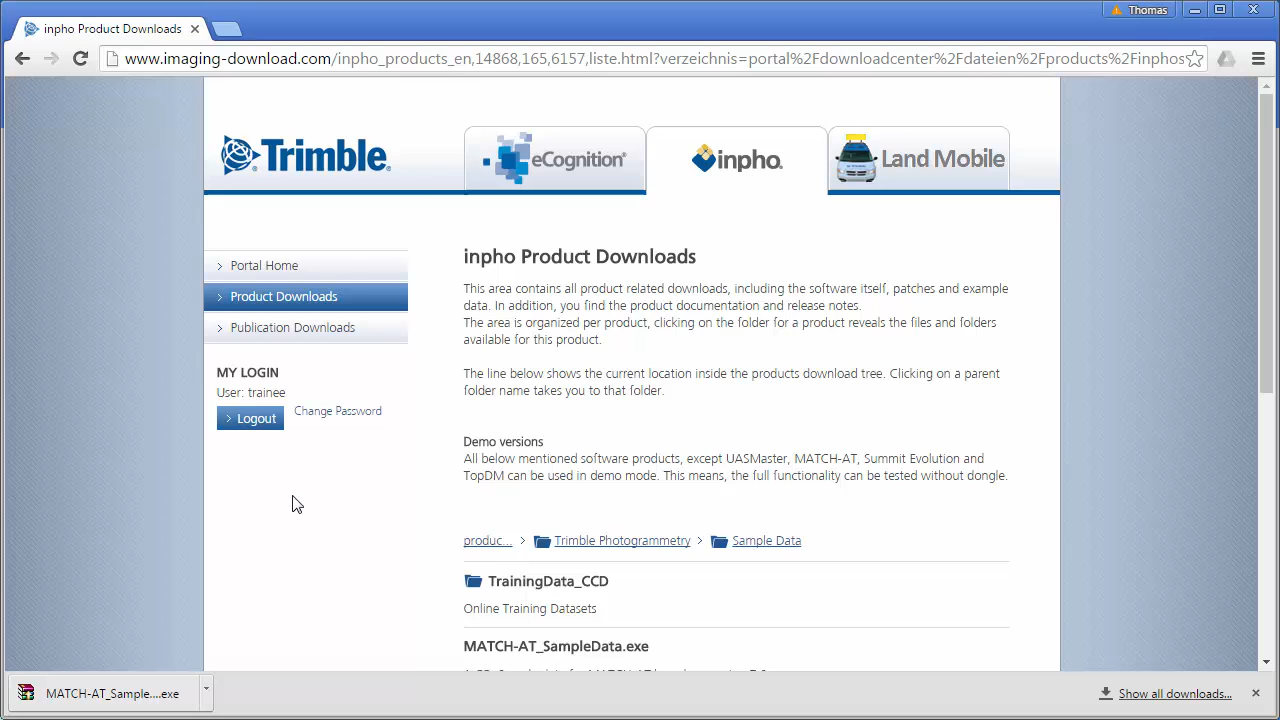 Thomas
inpho Product Downloads
www.imaging-download.com/inpho_products_en,14868,165,6157,liste.html?verzeichnis=portal%2Fdownloadcenter%2Fdateien%2Fproducts%2Finphos
Trimble.
eCognition®
inpho.
Land Mobile
Portal Home
Product Downloads
Publication Downloads
MY LOGIN
User: trainee
Logout
Change Password
inpho Product Downloads
This area contains all product related downloads, including the software itself, patches and example
data. In addition, you find the product documentation and release notes.
The area is organized per product, clicking on the folder for a product reveals the files and folders
available for this product.
The line below shows the current location inside the products download tree. Clicking on a parent
folder name takes you to that folder.
Demo versions
All below mentioned software products, except UASMaster, MATCH-AT, Summit Evolution and
TopDM can be used in demo mode. This means, the full functionality can be tested without dongle.
produc... > Trimble Photogrammetry > Sample Data
TrainingData_CCD
Online Training Datasets
MATCH-AT_SampleData.exe
MATCH-AT_Sample....exe
Show all downloads...